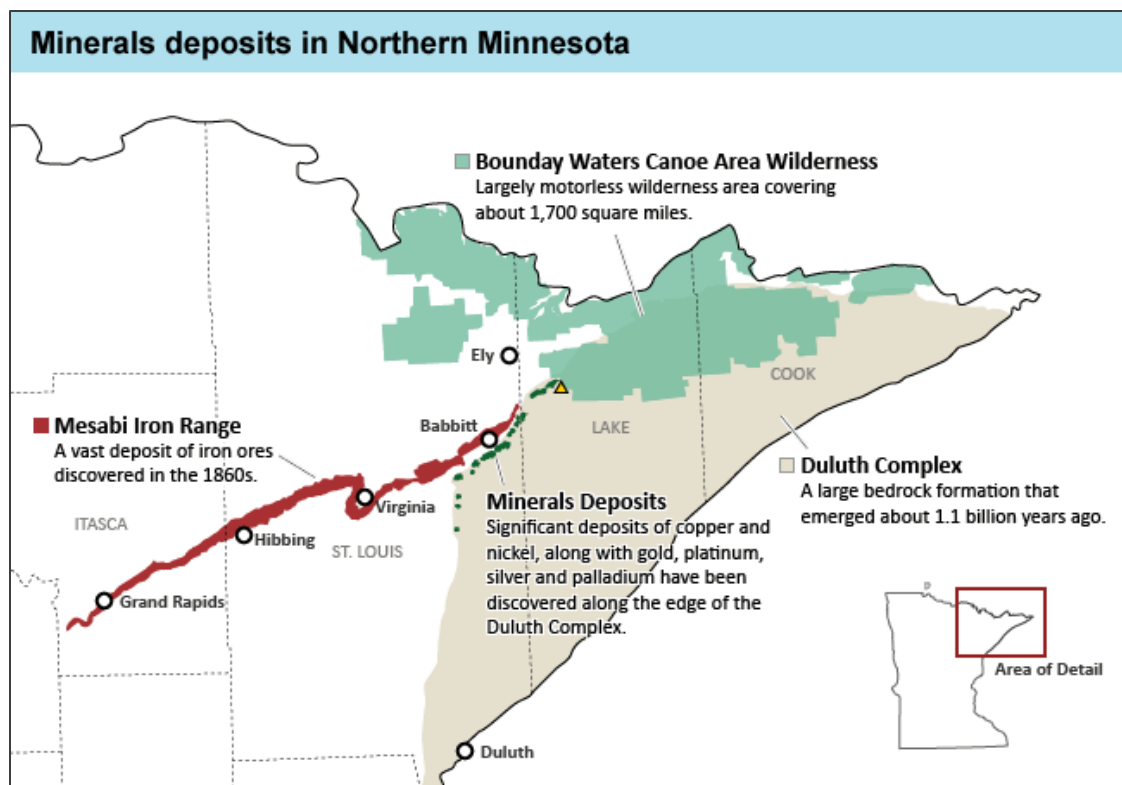 Minerals deposits in Northern Minnesota
Bounday Waters Canoe Area Wilderness
Largely motorless wilderness area covering
about 1,700 square miles.
Ely
COOK
Mesabi Iron Range
A vast deposit of iron ores
discovered in the 1860s.
Babbitt
LAKE
Duluth Complex
A large bedrock formation that
emerged about 1.1 billion years ago.
Minerals Deposits
Significant deposits of copper and
nickel, along with gold, platinum,
silver and palladium have been
discovered along the edge of the
Duluth Complex.
Virginia
ITASCA
Hibbing
ST. LOUIS
Grand Rapids
Area of Detail
Duluth